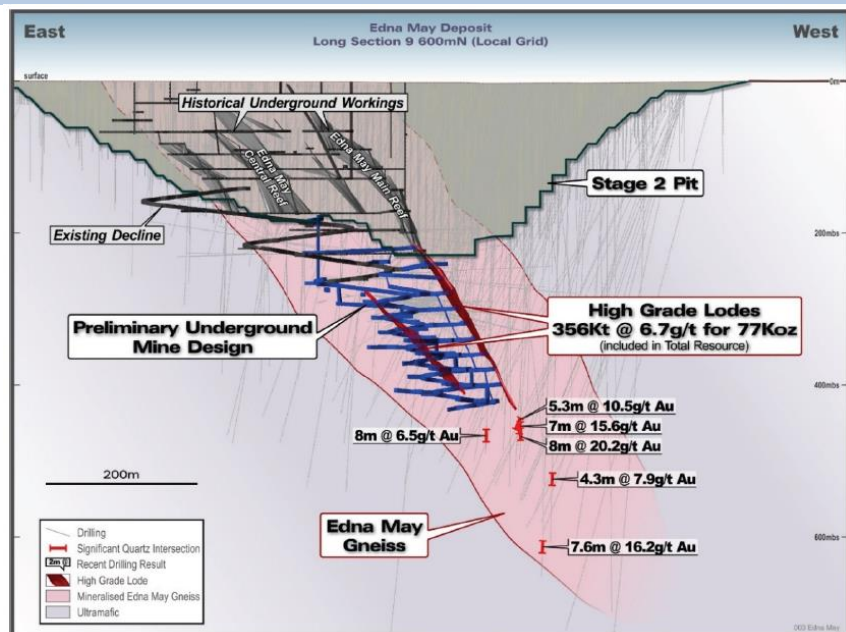 East
Edna May Deposit
Long Section 9 600mN (Local Grid)
West
surface
0m
Historical Underground Workings
Edna May
Central Reef
Edna May Main Reef
Stage 2 Pit
Existing Decline
200mbs
Preliminary Underground
Mine Design
High Grade Lodes
356Kt @ 6.7g/t for 77Koz
(included in Total Resource)
400mbs
5.3m @ 10.5g/t Au
7m @ 15.6g/t Au
8m @ 20.2g/t Au
8m @ 6.5g/t Au
4.3m @ 7.9g/t Au
200m
Edna May
Gneiss
7.6m @ 16.2g/t Au
600mbs
Drilling
Significant Quartz Intersection
Recent Drilling Result
High Grade Lode
Mineralised Edna May Gneiss
Ultramafic